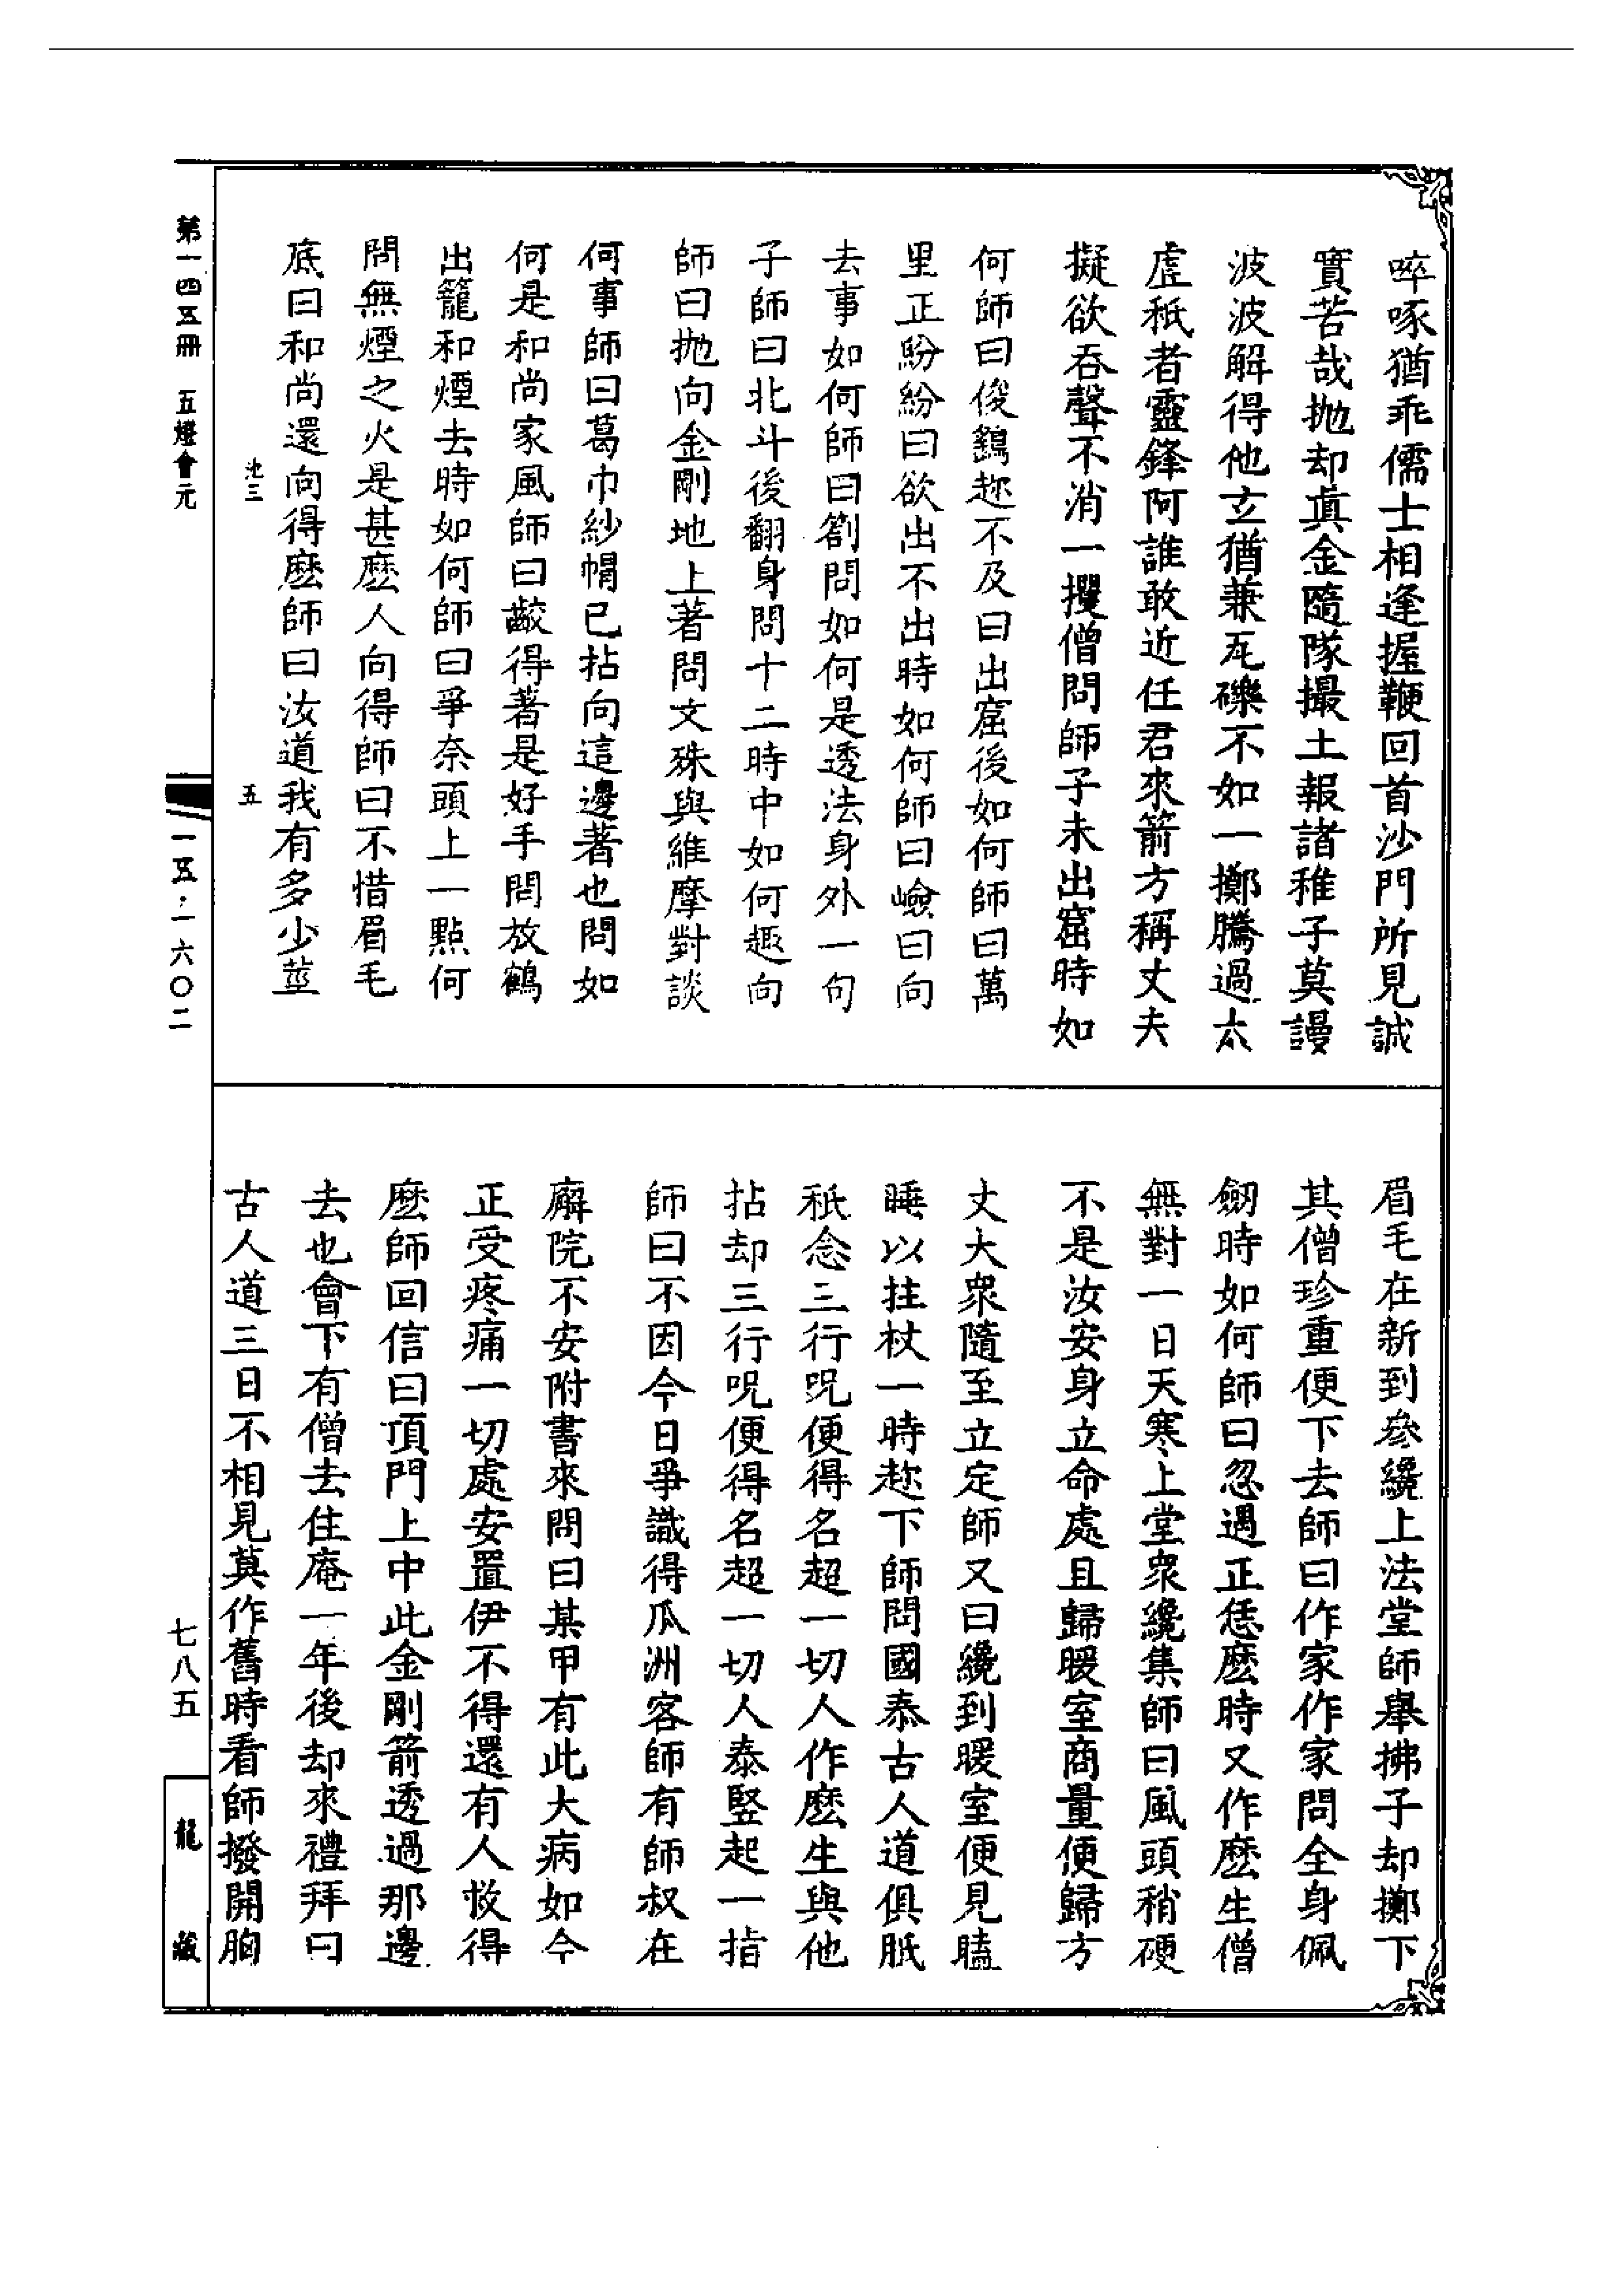 啐啄猶乖儒士相逢握鞭回首沙門所見誠
實苦哉抛却真金隨隊撮土報諸稚子莫謾
波波解得他玄猶兼瓦礫不如一擲騰過太
虛秖者靈鋒阿誰敢近任君來箭方稱丈夫
擬欲吞聲不消一攫僧問師子未出窟時如
何師曰俊鷂趂不及曰出窟後如何師曰萬
里正紛紛曰欲出不出時如何師曰嶮曰向
去事如何師曰劄問如何是透法身外一句
子師曰北斗後翻身問十二時中如何趣向
師曰抛向金剛地上著問文殊與維摩對談
何事師曰葛巾紗帽已拈向這邊著也問如
何是和尚家風師曰齩得著是好手問放鶴
出籠和煙去時如何師曰爭奈頭上一點何
問無煙之火是甚麽人向得師曰不惜眉毛
底曰和尚還向得麽師曰汝道我有多少莖
池三
五
眉毛在新到參纔上法堂師舉拂子却擲下
其僧珍重便下去師曰作家作家問全身佩
劒時如何師曰忽遇正恁麽時又作麽生僧
無對一日天寒上堂衆纔集師曰風頭稍硬
不是汝安身立命處且歸暖室商量便歸方
丈大衆隨至立定師又曰纔到暖室便見瞌
睡以拄杖一時趂下師問國泰古人道俱胝
秖念三行呪便得名超一切人作麽生與他
拈却三行呪便得名超一切人泰竪起一指
師曰不因今日爭識得瓜洲客師有師叔在
廨院不安附書來問曰某甲有此大病如今
正受疼痛一切處安置伊不得還有人救得
麽師回信曰頂門上中此金剛箭透過那邊
去也會下有僧去住庵一年後却來禮拜曰
古人道三日不相見莫作舊時看師撥開胸
第一四五冊 五燈會元
一五·一六〇二
七八五
龍藏